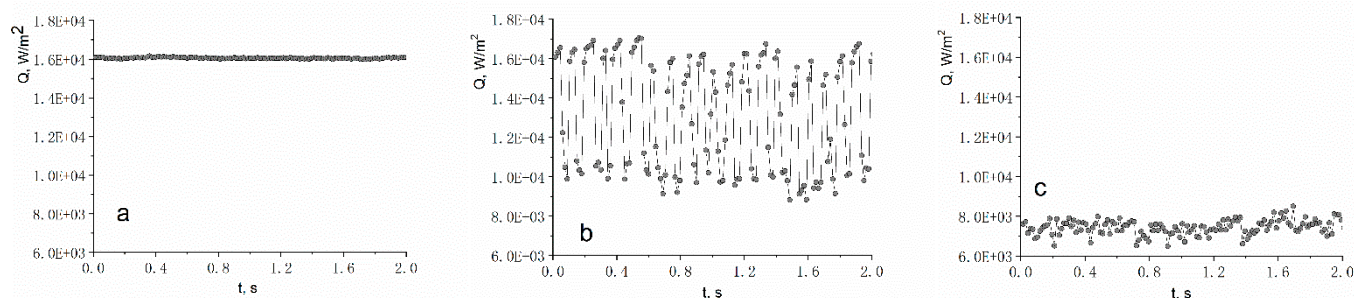 Q, W/m²
1.8E+04
1.6E+04
1.4E+04
1.2E+04
1.0E+04
8.0E+03
6.0E+03
a
0.0 0.4 0.8 1.2 1.6 2.0
t, s
Q, W/m²
1.8E-04
1.6E-04
1.4E-04
1.2E-04
1.0E-04
8.0E-03
6.0E-03
b
0.0 0.4 0.8 1.2 1.6 2.0
t, s
Q, W/m²
1.8E+04
1.6E+04
1.4E+04
1.2E+04
1.0E+04
8.0E+03
6.0E+03
c
0.0 0.4 0.8 1.2 1.6 2.0
t, s